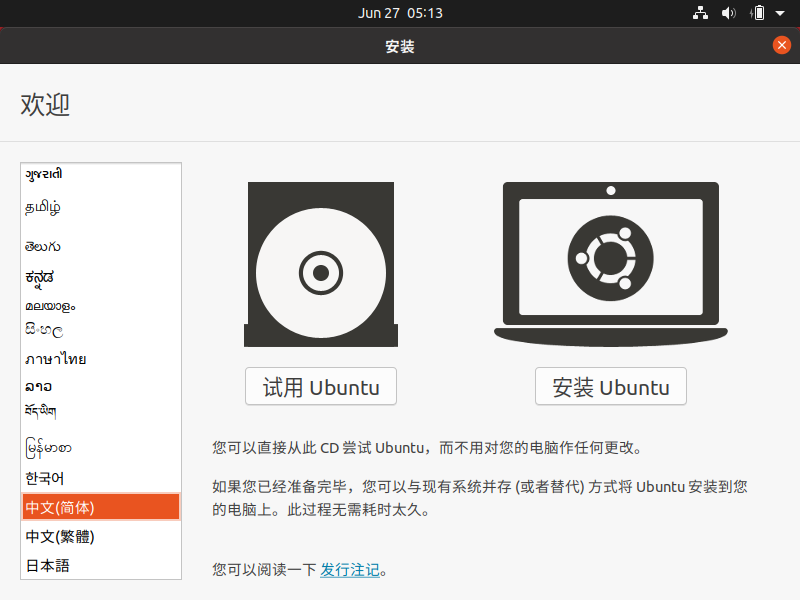 Jun 27 05:13
安装
欢迎
ગુજરાતી
தமிழ்
తెలుగు
ಕನ್ನಡ
മലയാളം
සිංහල
ภาษาไทย
ລາວ
བོད་ཡིག
မြန်မာစာ
한국어
中文(简体)
中文(繁體)
日本語
试用 Ubuntu
安装 Ubuntu
您可以直接从此 CD 尝试 Ubuntu，而不用对您的电脑作任何更改。
如果您已经准备完毕，您可以与现有系统并存 (或者替代) 方式将 Ubuntu 安装到您
的电脑上。此过程无需耗时太久。
您可以阅读一下 发行注记。